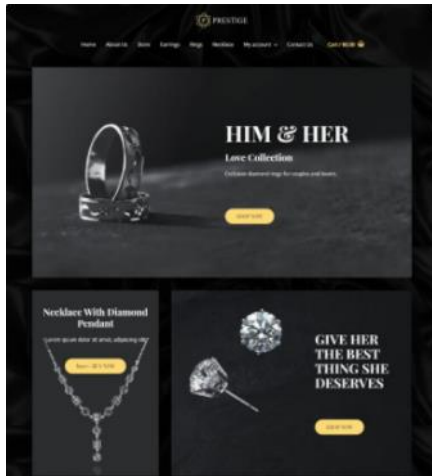 PRESTIGE
Home About Us Store Earrings Rings Necklace My account Contact Us Cart /
HIM & HER
Love Collection
Exclusive diamond rings for couples and lovers.
SHOP NOW
Necklace With Diamond
Pendant
Lorem ipsum dolor sit amet, adipiscing elit
GIVE HER
THE BEST
THING SHE
DESERVES
SHOP NOW